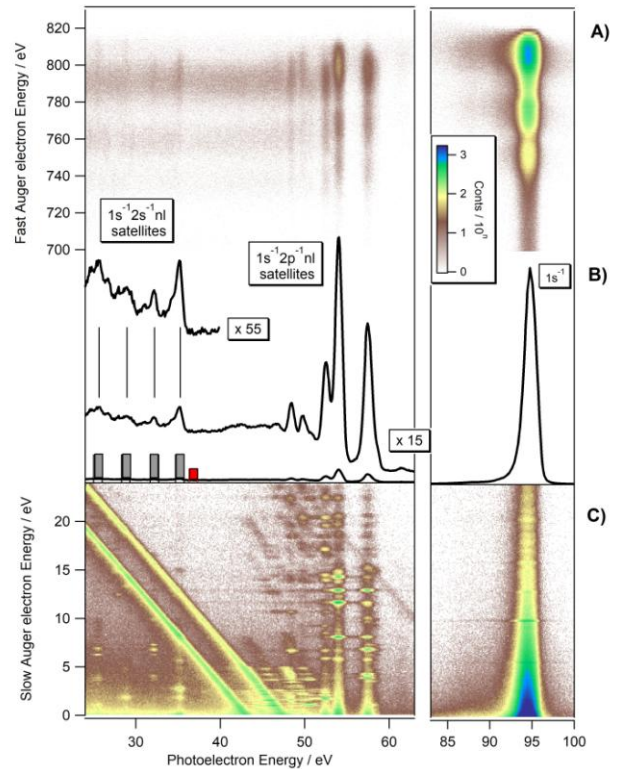 A)
Fast Auger electron Energy / eV
820
800
780
760
740
720
700
3
2
1
0
Conts / 10ⁿ
B)
1s⁻¹2s⁻¹nl
satellites
1s⁻¹2p⁻¹nl
satellites
1s⁻¹
x 55
x 15
C)
Slow Auger electron Energy / eV
20
15
10
5
0
30
40
50
60
85
90
95
100
Photoelectron Energy / eV